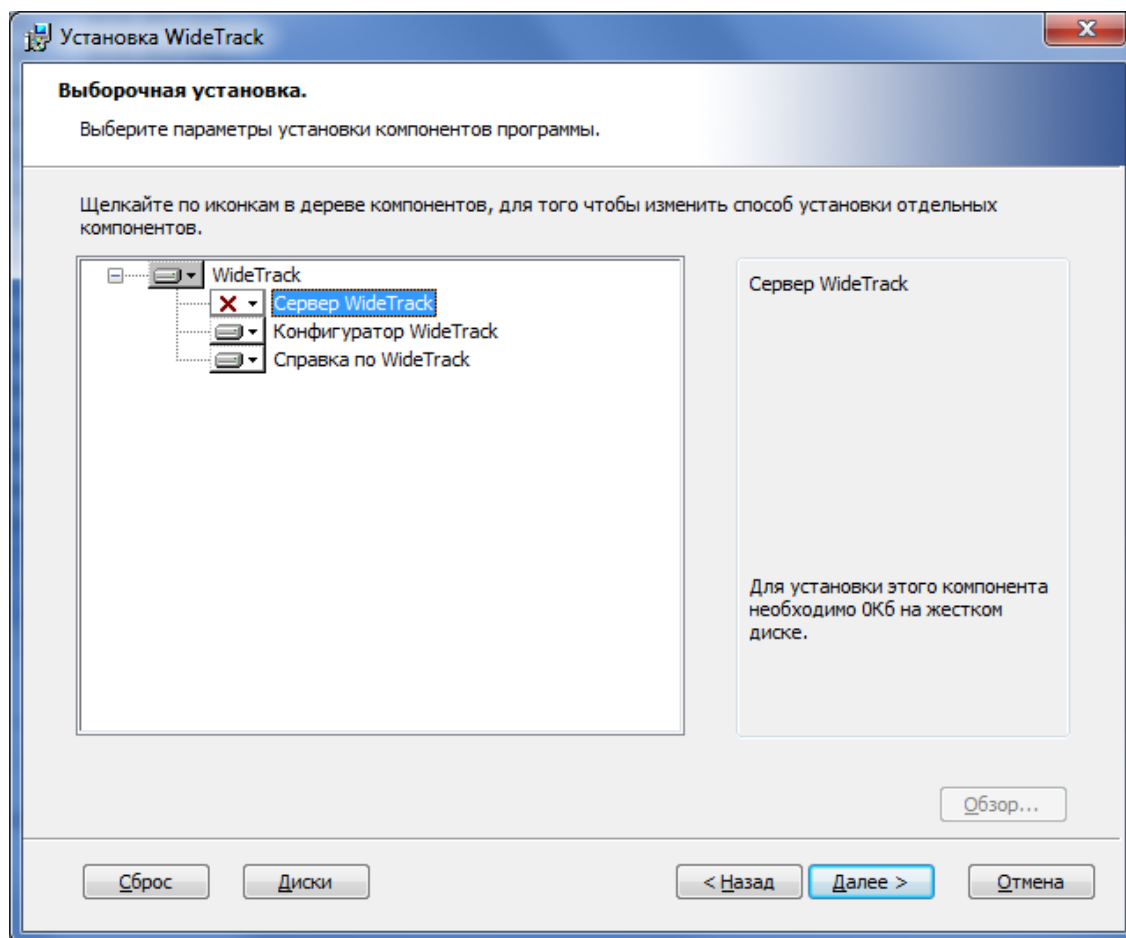 Установка WideTrack
Выборочная установка.
Выберите параметры установки компонентов программы.
Щелкайте по иконкам в дереве компонентов, для того чтобы изменить способ установки отдельных
компонентов.
WideTrack
Сервер WideTrack
Конфигуратор WideTrack
Справка по WideTrack
Сервер WideTrack
Для установки этого компонента
необходимо 0Кб на жестком
диске.
Обзор...
Сброс
Диски
< Назад
Далее >
Отмена